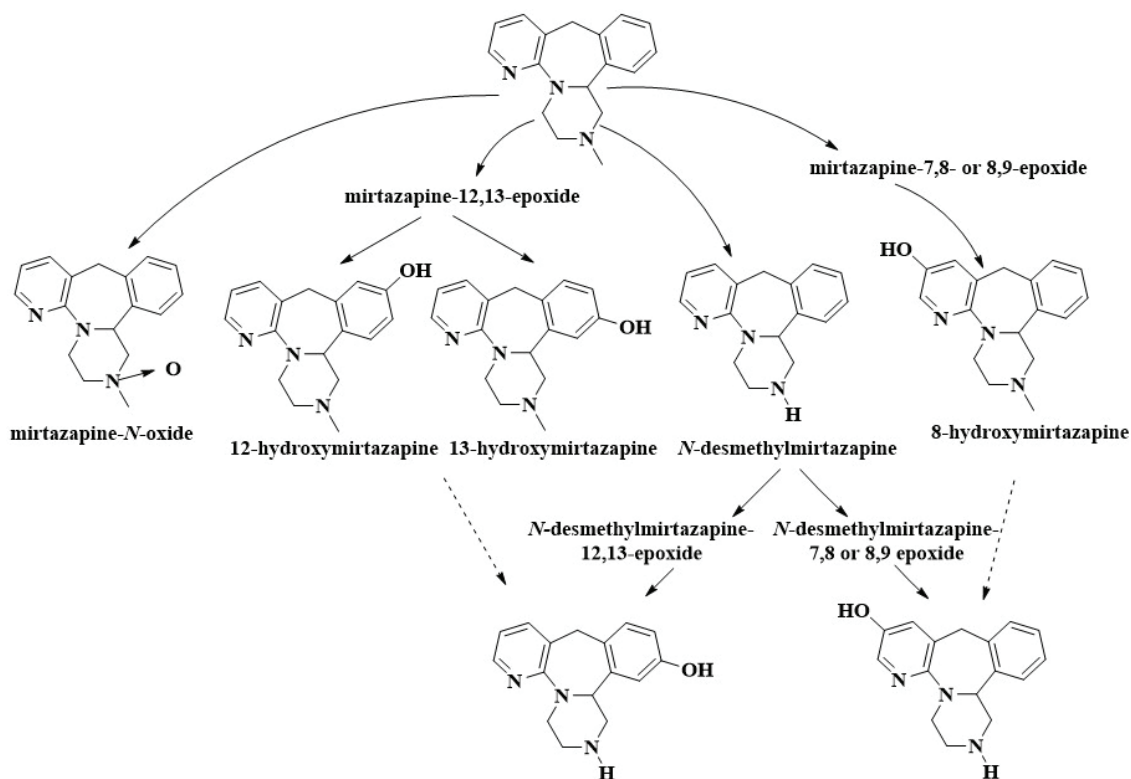 N
N
N
mirtazapine-7,8- or 8,9-epoxide
mirtazapine-12,13-epoxide
N
N
N
O
mirtazapine-N-oxide
OH
N
N
N
12-hydroxymirtazapine
N
N
N
OH
13-hydroxymirtazapine
N
N
N
H
N-desmethylmirtazapine
HO
N
N
N
8-hydroxymirtazapine
N-desmethylmirtazapine-
12,13-epoxide
N-desmethylmirtazapine-
7,8 or 8,9 epoxide
N
N
N
H
OH
HO
N
N
N
H